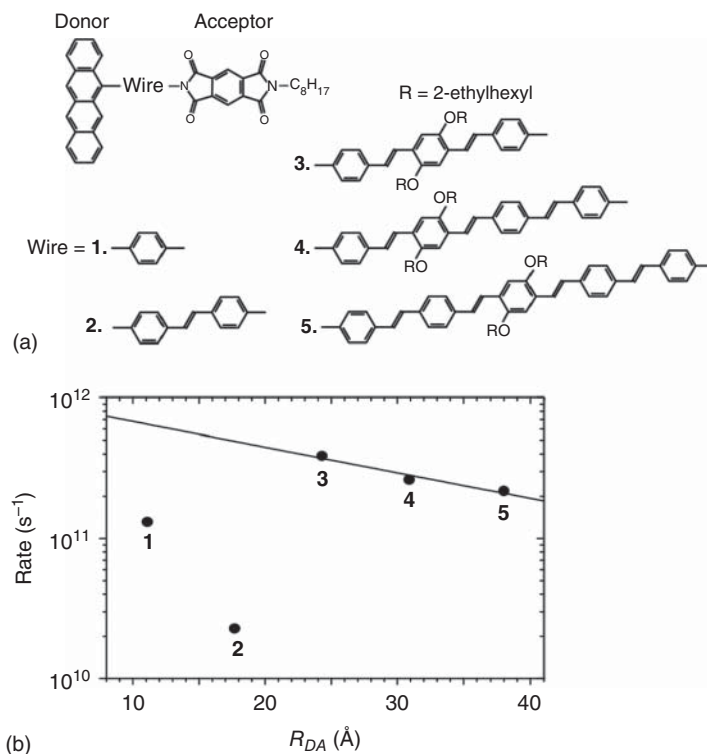 Donor Acceptor
O O
Wire N N C8H17
O O
R = 2-ethylhexyl
OR
3.
RO
OR
Wire = 1. 4.
RO
OR
2. 5.
RO
(a)
10^12
3
4
5
Rate (s⁻¹)
10^11
1
2
10^10
10 20 30 40
(b) R_DA (Å)